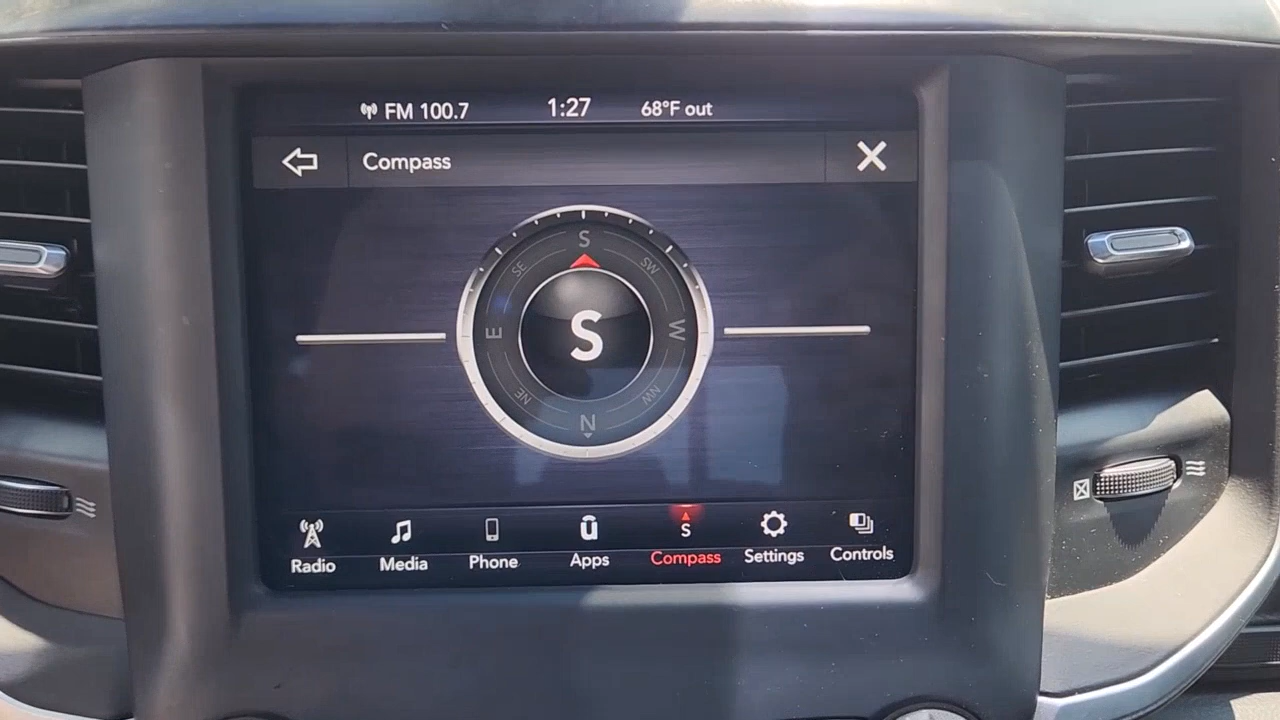 FM 100.7 1:27 68°F out
Compass
S
SE SW
S
E W
NE NW
N
S
Radio Media Phone Apps Compass Settings Controls